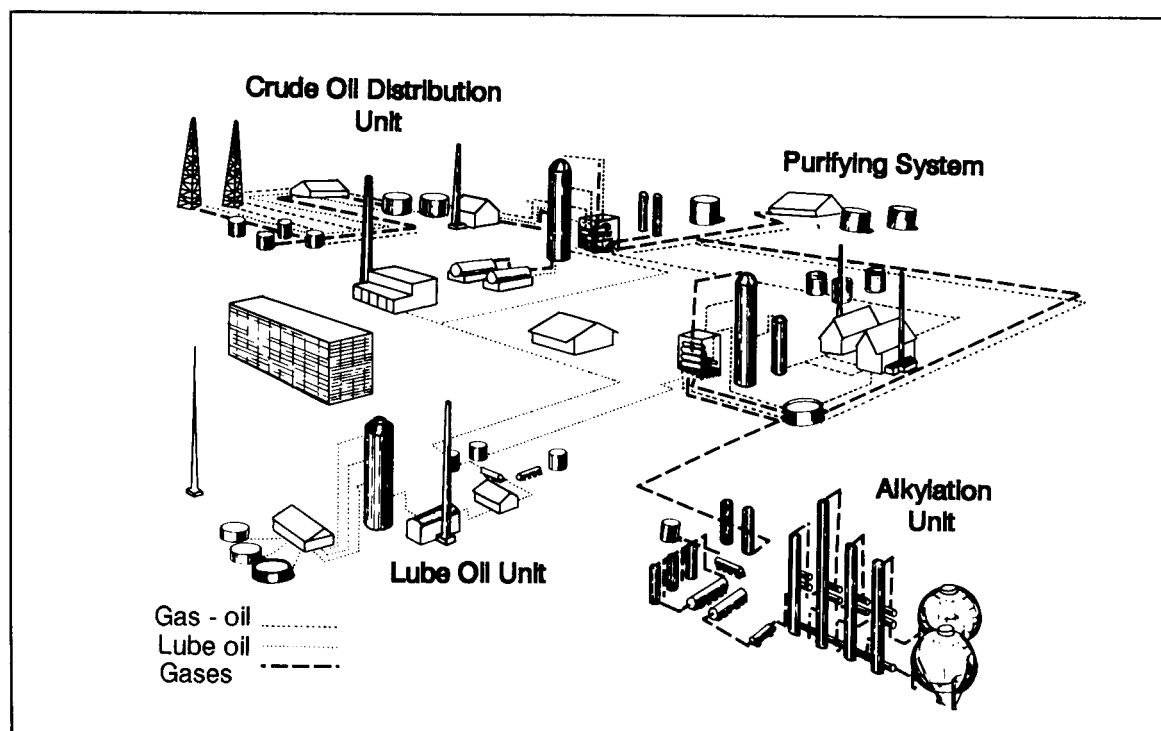 Crude Oil Distribution
Unit
Purifying System
Alkylation
Unit
Lube Oil Unit
Gas - oil
Lube oil
Gases